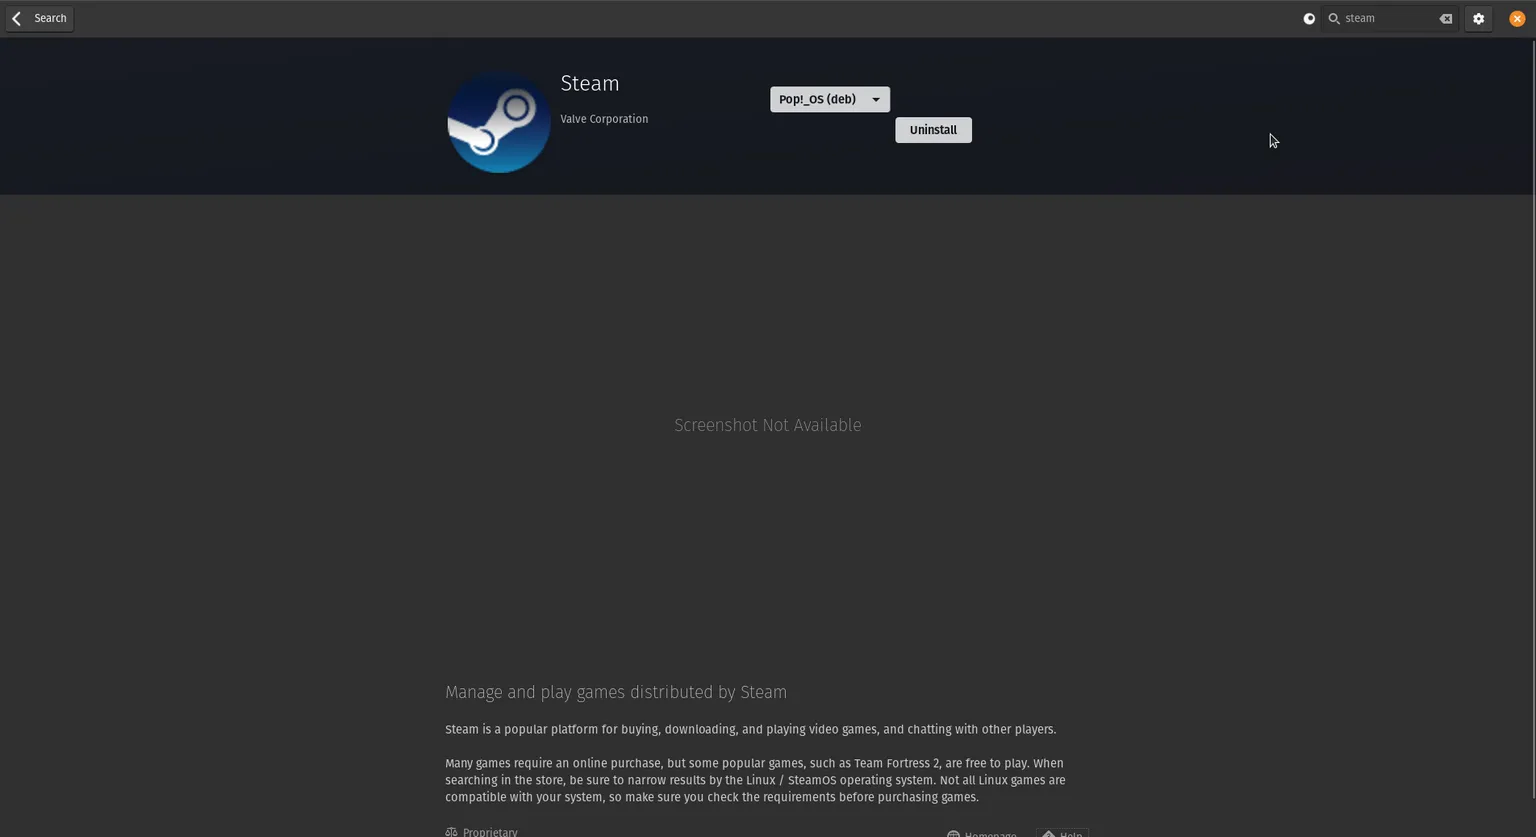 Search
steam
Steam
Valve Corporation
Pop!_OS (deb)
Uninstall
Screenshot Not Available
Manage and play games distributed by Steam
Steam is a popular platform for buying, downloading, and playing video games, and chatting with other players.
Many games require an online purchase, but some popular games, such as Team Fortress 2, are free to play. When
searching in the store, be sure to narrow results by the Linux / SteamOS operating system. Not all Linux games are
compatible with your system, so make sure you check the requirements before purchasing games.
Proprietary
Homepage
Help